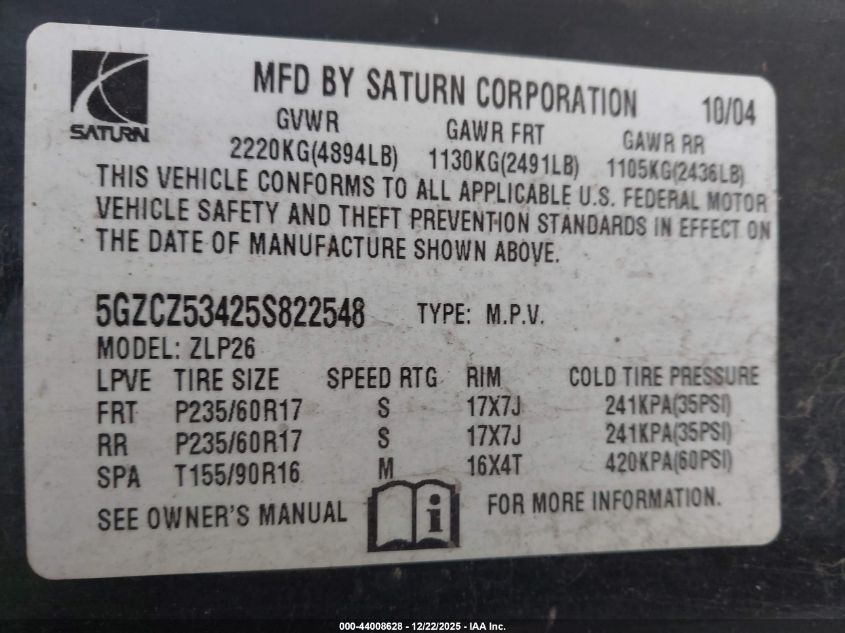 SATURN
MFD BY SATURN CORPORATION 10/04
GVWR GAWR FRT GAWR RR
2220KG(4894LB) 1130KG(2491LB) 1105KG(2436LB)
THIS VEHICLE CONFORMS TO ALL APPLICABLE U.S. FEDERAL MOTOR
VEHICLE SAFETY AND THEFT PREVENTION STANDARDS IN EFFECT ON
THE DATE OF MANUFACTURE SHOWN ABOVE.
5GZCZ53425S822548 TYPE: M.P.V.
MODEL: ZLP26
LPVE TIRE SIZE SPEED RTG RIM COLD TIRE PRESSURE
FRT P235/60R17 S 17X7J 241KPA(35PSI)
RR P235/60R17 S 17X7J 241KPA(35PSI)
SPA T155/90R16 M 16X4T 420KPA(60PSI)
SEE OWNER'S MANUAL i FOR MORE INFORMATION.
000-44008628 - 12/22/2025 - IAA Inc.